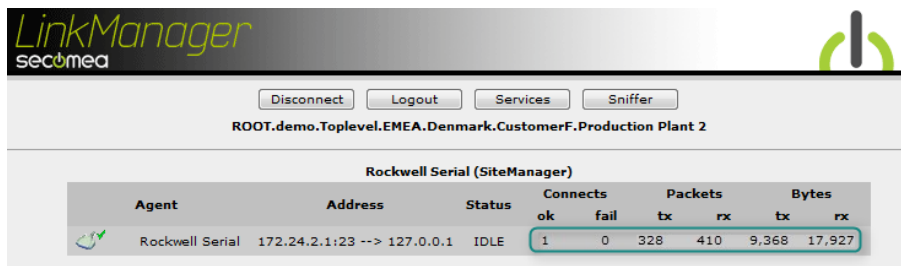 LinkManager
secomea
Disconnect Logout Services Sniffer
ROOT.demo.Toplevel.EMEA.Denmark.CustomerF.Production Plant 2
Rockwell Serial (SiteManager)
Agent Address Status Connects Packets Bytes
ok fail tx rx tx rx
Rockwell Serial 172.24.2.1:23 --> 127.0.0.1 IDLE 1 0 328 410 9,368 17,927